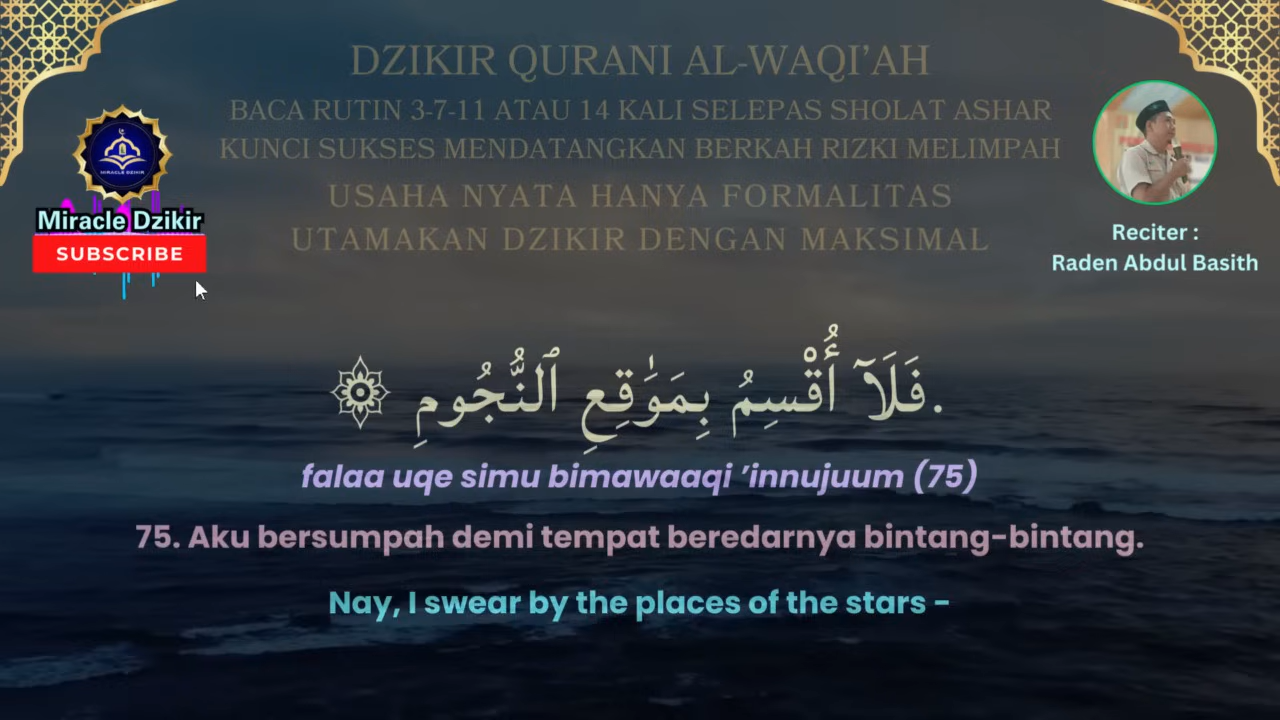 DZIKIR QURANI AL-WAQI'AH
BACA RUTIN 3-7-11 ATAU 14 KALI SELEPAS SHOLAT ASHAR
KUNCI SUKSES MENDATANGKAN BERKAH RIZKI MELIMPAH
USAHA NYATA HANYA FORMALITAS
UTAMAKAN DZIKIR DENGAN MAKSIMAL
MIRACLE DZIKIR
Miracle Dzikir
SUBSCRIBE
Reciter :
Raden Abdul Basith
.فَلَآ أُقْسِمُ بِمَوَٰقِعِ ٱلنُّجُومِ ۞
falaa uqe simu bimawaaqi ’innujuum (75)
75. Aku bersumpah demi tempat beredarnya bintang-bintang.
Nay, I swear by the places of the stars -